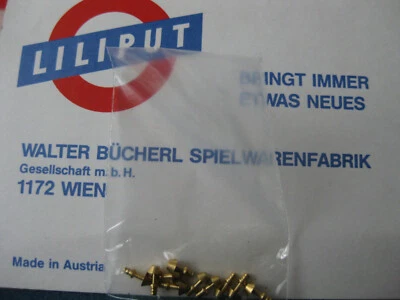 LILIPUT
BRINGT IMMER
ETWAS NEUES
WALTER BÜCHERL SPIELWARENFABRIK
Gesellschaft m. b. H.
1172 WIEN
Made in Austria